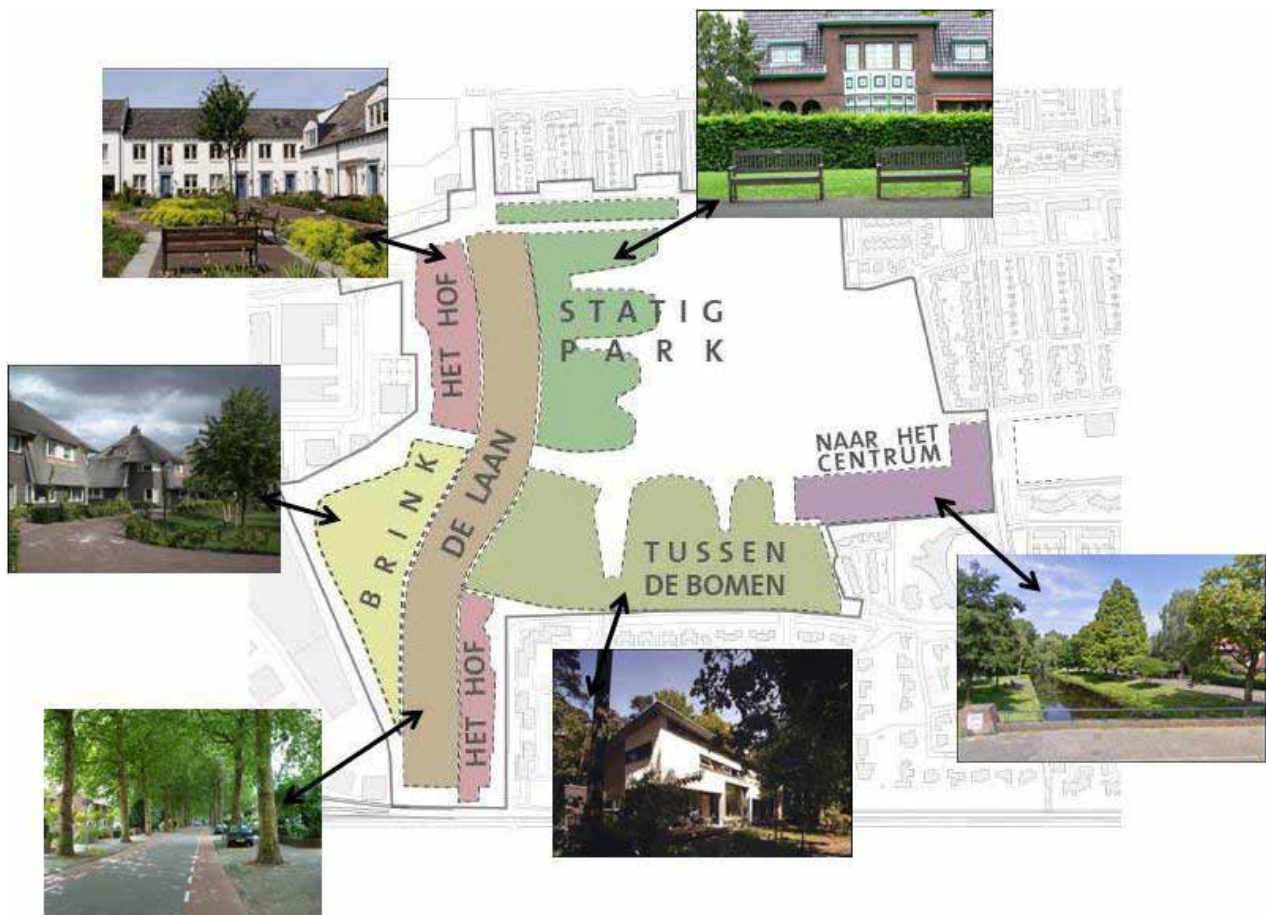 HET HOF
STATIG
PARK
NAAR HET
CENTRUM
DE LAAN
BRINK
TUSSEN
DE BOMEN
HET HOF